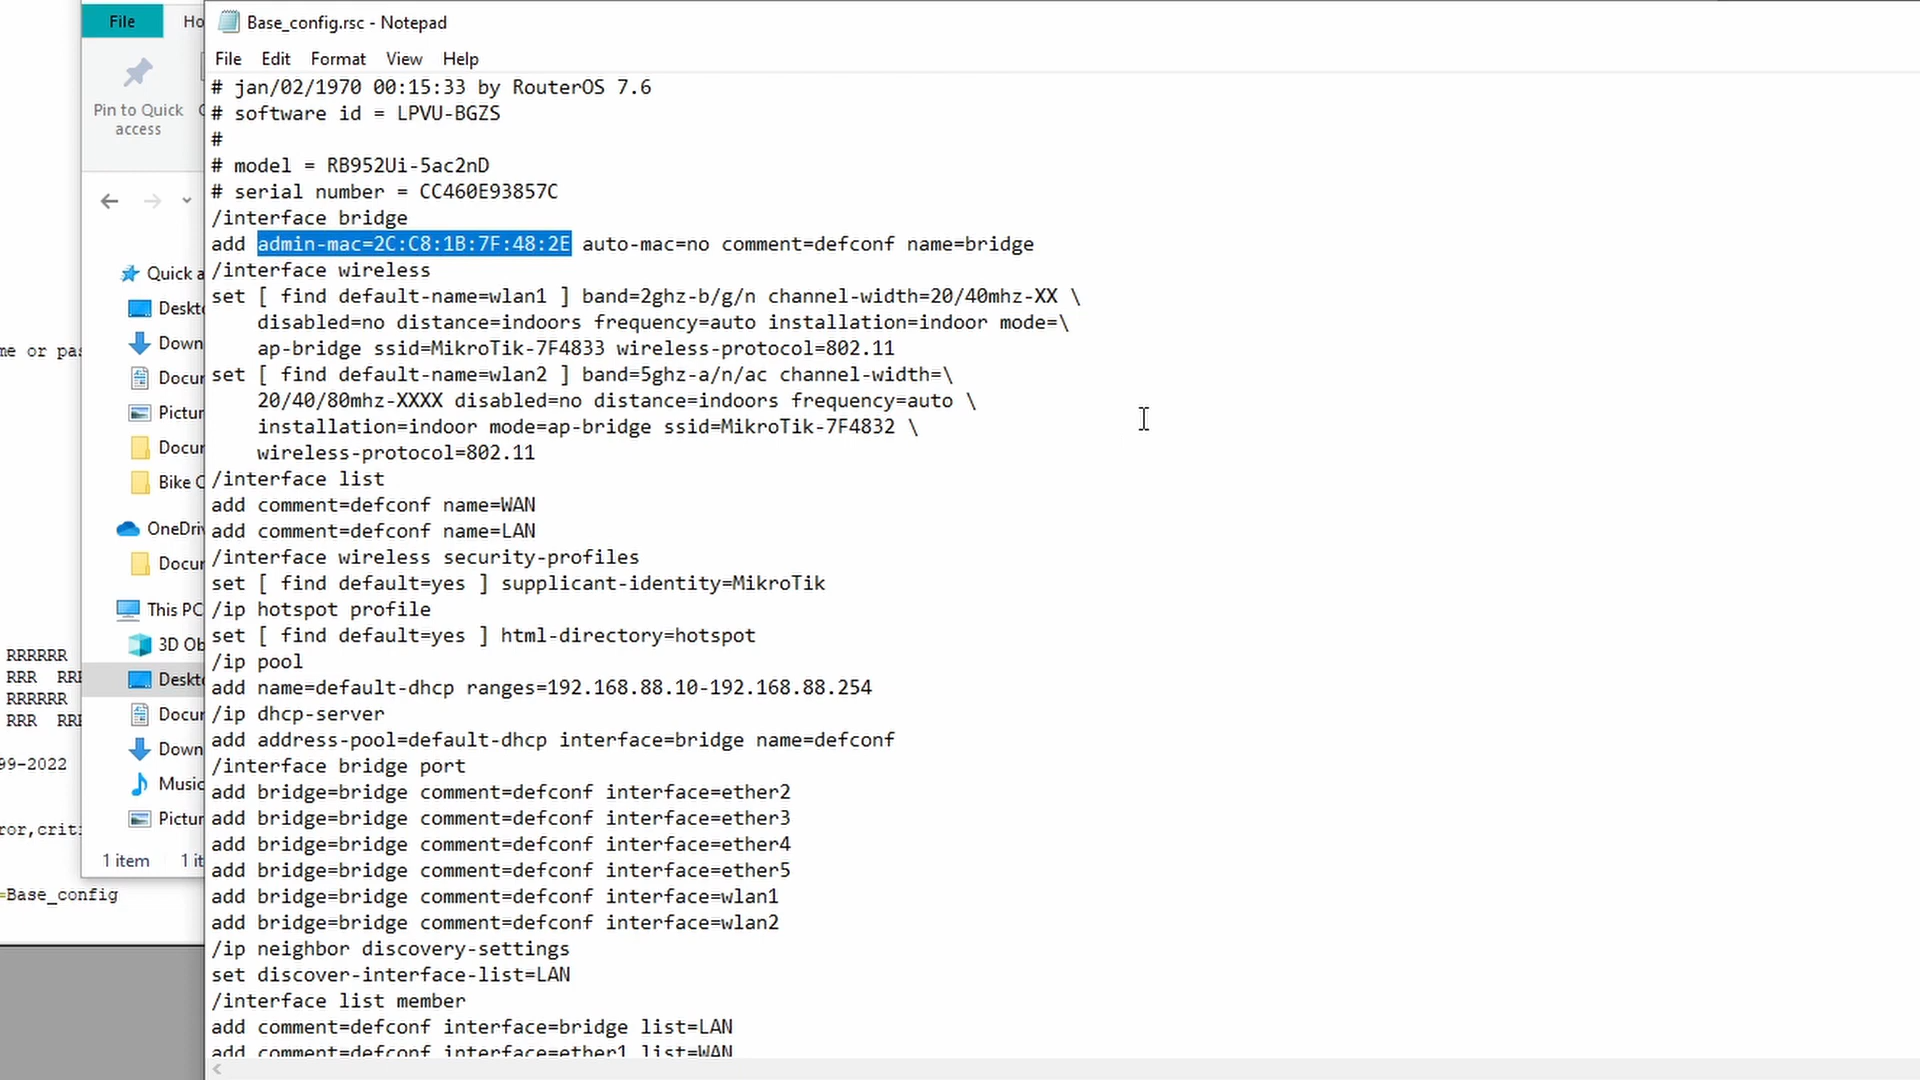 File
Ho
Base_config.rsc - Notepad
File Edit Format View Help
Pin to Quick
access
# jan/02/1970 00:15:33 by RouterOS 7.6
# software id = LPVU-BGZS
#
# model = RB952Ui-5ac2nD
# serial number = CC460E93857C
/interface bridge
add admin-mac=2C:C8:1B:7F:48:2E auto-mac=no comment=defconf name=bridge
/interface wireless
set [ find default-name=wlan1 ] band=2ghz-b/g/n channel-width=20/40mhz-XX \
disabled=no distance=indoors frequency=auto installation=indoor mode=\
ap-bridge ssid=MikroTik-7F4833 wireless-protocol=802.11
set [ find default-name=wlan2 ] band=5ghz-a/n/ac channel-width=\
20/40/80mhz-XXXX disabled=no distance=indoors frequency=auto \
installation=indoor mode=ap-bridge ssid=MikroTik-7F4832 \
wireless-protocol=802.11
/interface list
add comment=defconf name=WAN
add comment=defconf name=LAN
/interface wireless security-profiles
set [ find default=yes ] supplicant-identity=MikroTik
/ip hotspot profile
set [ find default=yes ] html-directory=hotspot
/ip pool
add name=default-dhcp ranges=192.168.88.10-192.168.88.254
/ip dhcp-server
add address-pool=default-dhcp interface=bridge name=defconf
/interface bridge port
add bridge=bridge comment=defconf interface=ether2
add bridge=bridge comment=defconf interface=ether3
add bridge=bridge comment=defconf interface=ether4
add bridge=bridge comment=defconf interface=ether5
add bridge=bridge comment=defconf interface=wlan1
add bridge=bridge comment=defconf interface=wlan2
/ip neighbor discovery-settings
set discover-interface-list=LAN
/interface list member
add comment=defconf interface=bridge list=LAN
add comment=defconf interface=ether1 list=WAN
Quick a
Deskt
Down
Docur
Pictur
Docur
Bike C
OneDriv
Docur
This PC
3D Ob
Deskt
Docur
Down
Music
Pictur
1 item 1 it
me or pas
RRRRRR
RRR RRR
RRRRRR
RRR RRR
99-2022
ror,criti
=Base_config